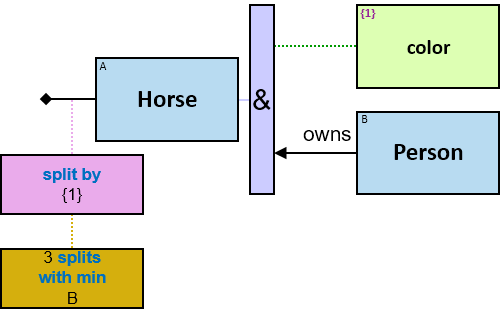 {1}
color
A
Horse
&
B
owns
Person
split by
{1}
3 splits
with min
B